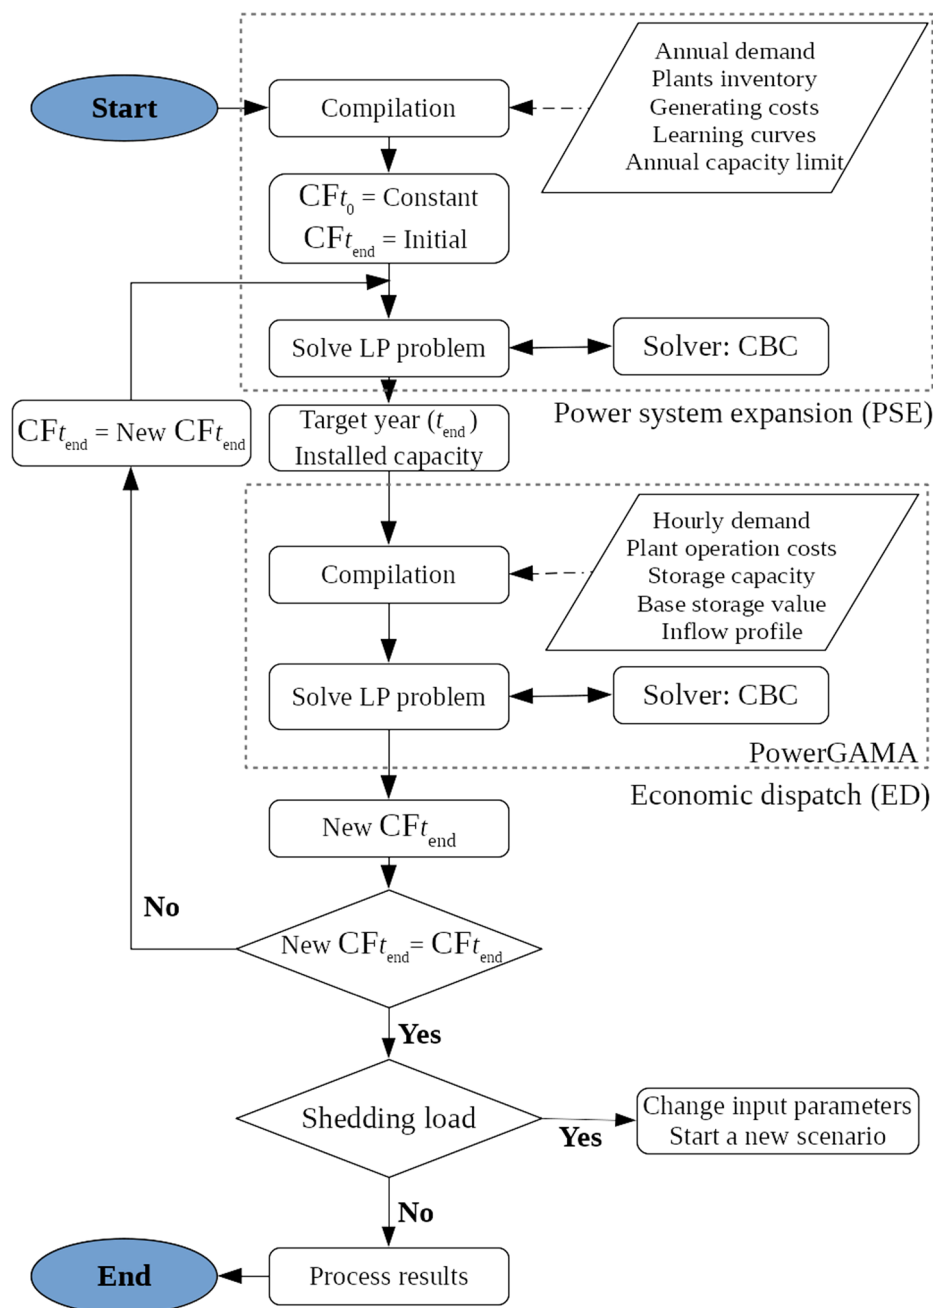 Start
Compilation
Annual demand
Plants inventory
Generating costs
Learning curves
Annual capacity limit
CFt0 = Constant
CFtend = Initial
Solve LP problem
Solver: CBC
Power system expansion (PSE)
CFtend = New CFtend
Target year (tend)
Installed capacity
Hourly demand
Plant operation costs
Storage capacity
Base storage value
Inflow profile
Compilation
Solve LP problem
Solver: CBC
PowerGAMA
Economic dispatch (ED)
New CFtend
No
New CFtend= CFtend
Yes
Shedding load
Yes
Change input parameters
Start a new scenario
No
Process results
End